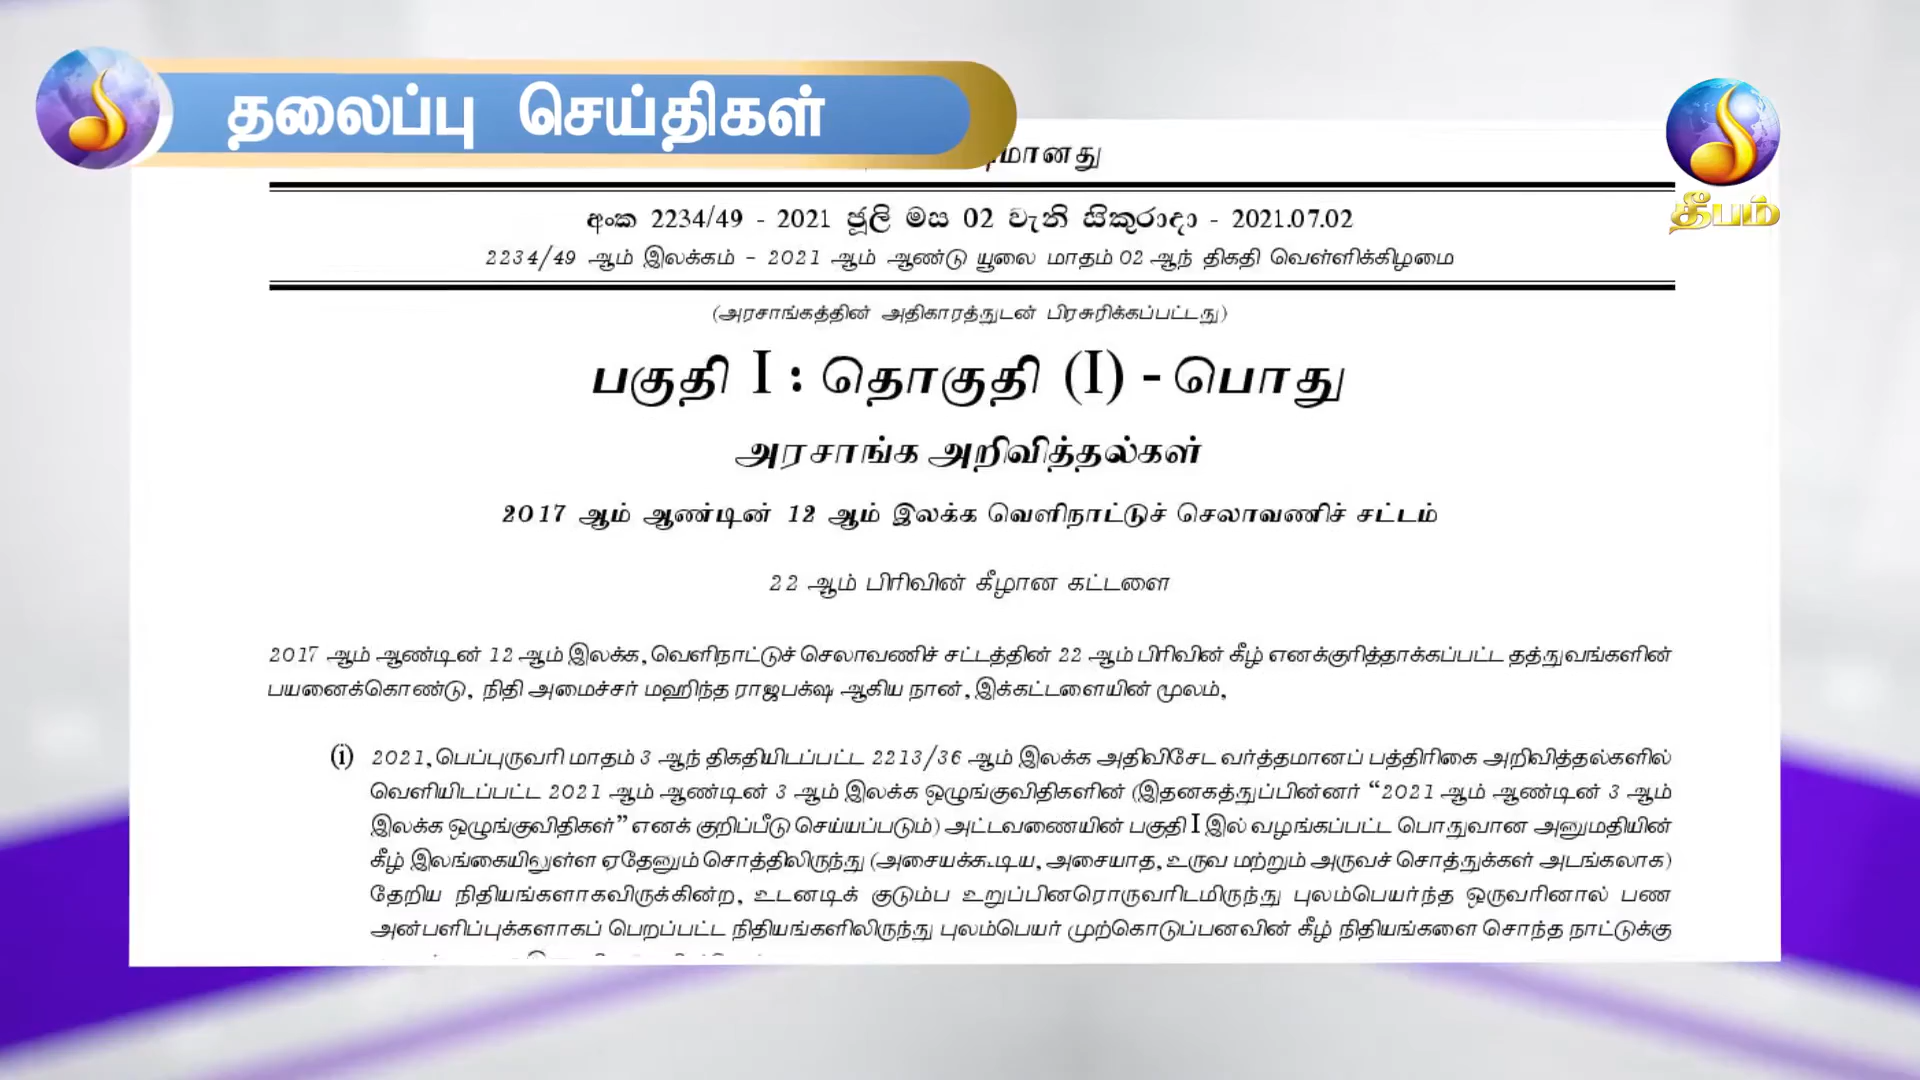 தலைப்பு செய்திகள்
தீபம்
අංක 2234/49 - 2021 ජූලි මස 02 වැනි සිකුරාදා - 2021.07.02
2234/49 ஆம் இலக்கம் - 2021 ஆம் ஆண்டு யூலை மாதம் 02 ஆந் திகதி வெள்ளிக்கிழமை
(அரசாங்கத்தின் அதிகாரத்துடன் பிரசுரிக்கப்பட்டது)
பகுதி I : தொகுதி (I) - பொது
அரசாங்க அறிவித்தல்கள்
2017 ஆம் ஆண்டின் 12 ஆம் இலக்க வெளிநாட்டுச் செலாவணிச் சட்டம்
22 ஆம் பிரிவின் கீழான கட்டளை
2017 ஆம் ஆண்டின் 12 ஆம் இலக்க, வெளிநாட்டுச் செலாவணிச் சட்டத்தின் 22 ஆம் பிரிவின் கீழ் எனக்குரித்தாக்கப்பட்ட தத்துவங்களின்
பயனைக்கொண்டு, நிதி அமைச்சர் மஹிந்த ராஜபக்ஷ ஆகிய நான், இக்கட்டளையின் மூலம்,
(i) 2021, பெப்புருவரி மாதம் 3 ஆந் திகதியிடப்பட்ட 2213/36 ஆம் இலக்க அதிவிசேட வர்த்தமானப் பத்திரிகை அறிவித்தல்களில்
வெளியிடப்பட்ட 2021 ஆம் ஆண்டின் 3 ஆம் இலக்க ஒழுங்குவிதிகளின் (இதனகத்துப்பின்னர் “2021 ஆம் ஆண்டின் 3 ஆம்
இலக்க ஒழுங்குவிதிகள்” எனக் குறிப்பீடு செய்யப்படும்) அட்டவணையின் பகுதி I இல் வழங்கப்பட்ட பொதுவான அனுமதியின்
கீழ் இலங்கையிலுள்ள ஏதேனும் சொத்திலிருந்து (அசையக்கூடிய, அசையாத, உருவ மற்றும் அருவச் சொத்துக்கள் அடங்கலாக)
தேறிய நிதியங்களாகவிருக்கின்ற, உடனடிக் குடும்ப உறுப்பினரொருவரிடமிருந்து புலம்பெயர்ந்த ஒருவரினால் பண
அன்பளிப்புக்களாகப் பெறப்பட்ட நிதியங்களிலிருந்து புலம்பெயர் முற்கொடுப்பனவின் கீழ் நிதியங்களை சொந்த நாட்டுக்கு